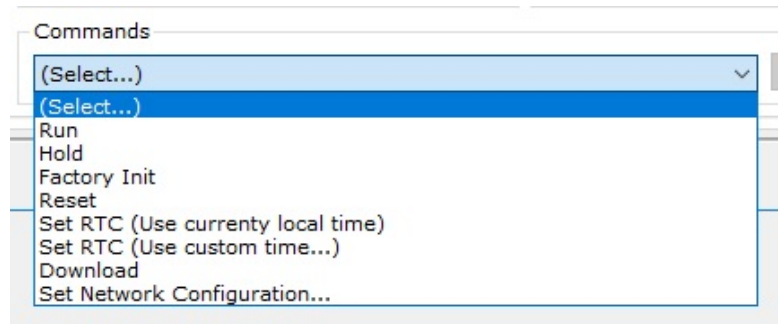 Commands
(Select...)
(Select...)
Run
Hold
Factory Init
Reset
Set RTC (Use currenty local time)
Set RTC (Use custom time...)
Download
Set Network Configuration...